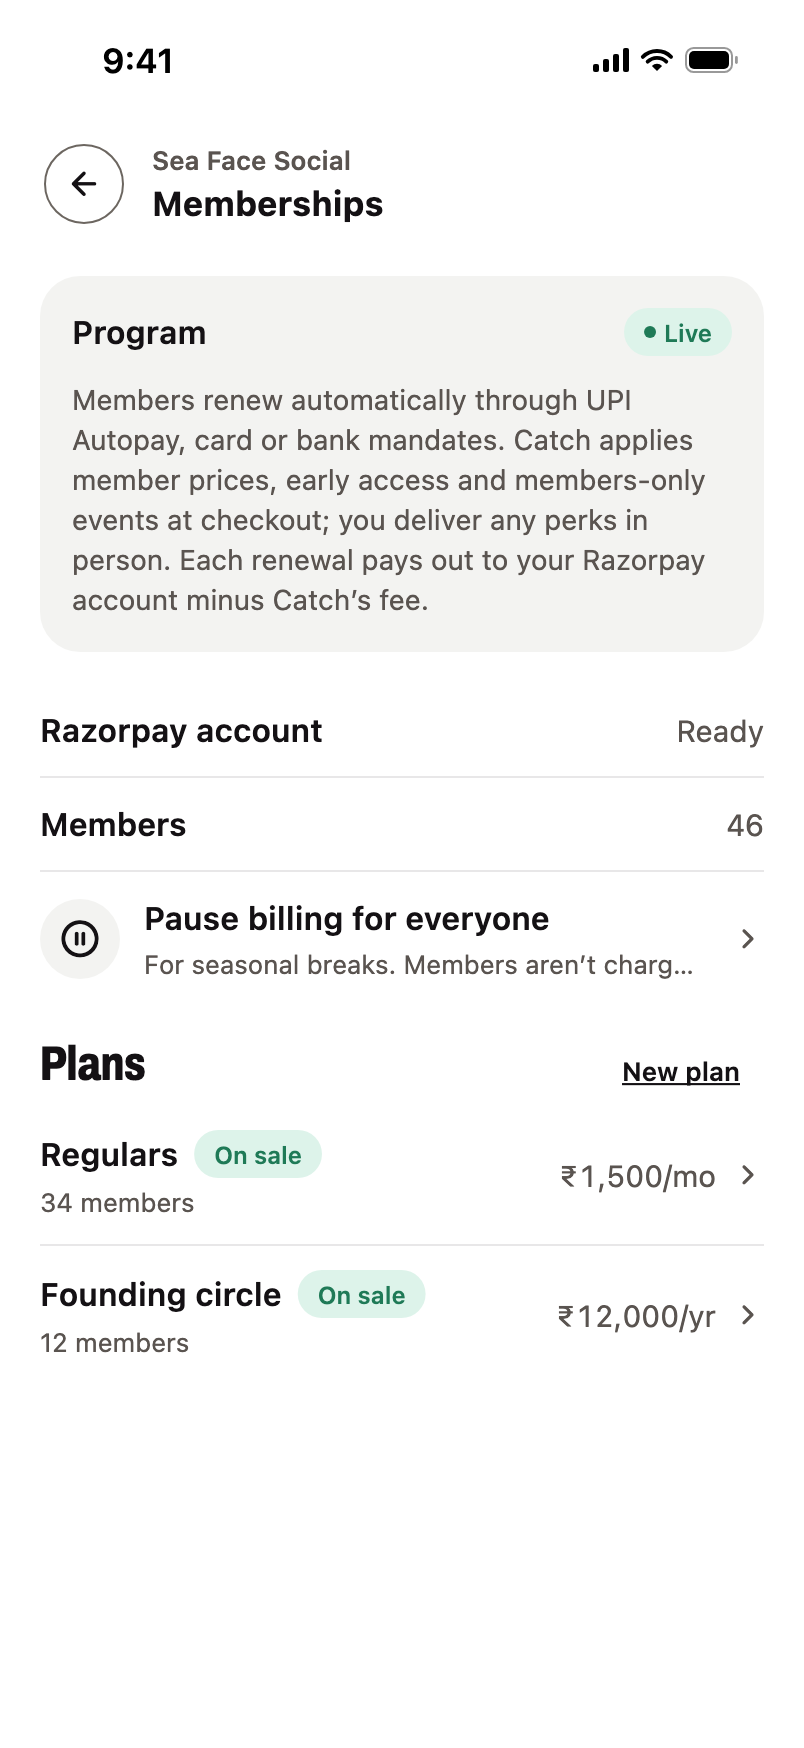 9:41
Sea Face Social
Memberships
Program
Live
Members renew automatically through UPI
Autopay, card or bank mandates. Catch applies
member prices, early access and members-only
events at checkout; you deliver any perks in
person. Each renewal pays out to your Razorpay
account minus Catch’s fee.
Razorpay account
Ready
Members
46
Pause billing for everyone
For seasonal breaks. Members aren’t charg...
Plans
New plan
Regulars
On sale
34 members
₹1,500/mo
Founding circle
On sale
12 members
₹12,000/yr